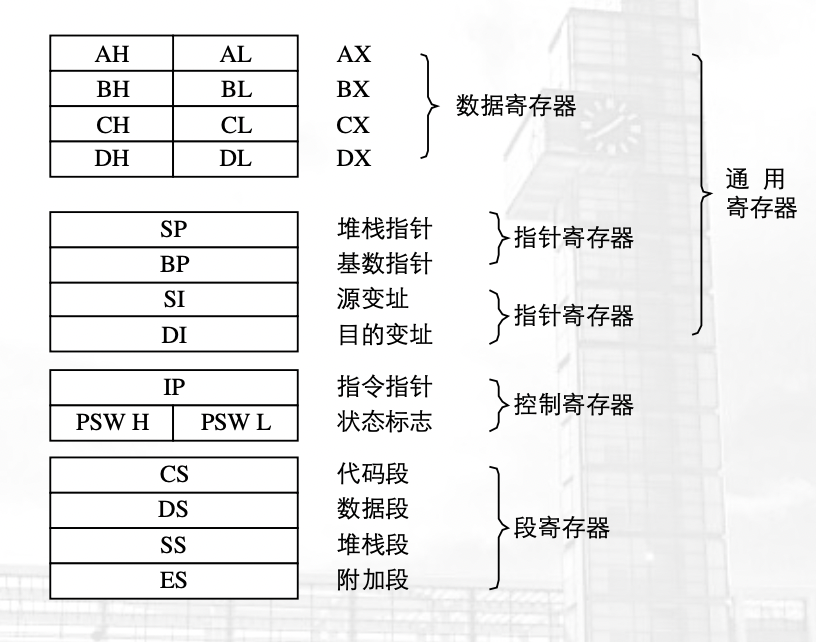 AH AL AX
BH BL BX
CH CL CX
DH DL DX
数据寄存器
通 用
寄存器
SP 堆栈指针
BP 基数指针
指针寄存器
SI 源变址
DI 目的变址
指针寄存器
IP 指令指针
PSW H PSW L 状态标志
控制寄存器
CS 代码段
DS 数据段
SS 堆栈段
ES 附加段
段寄存器